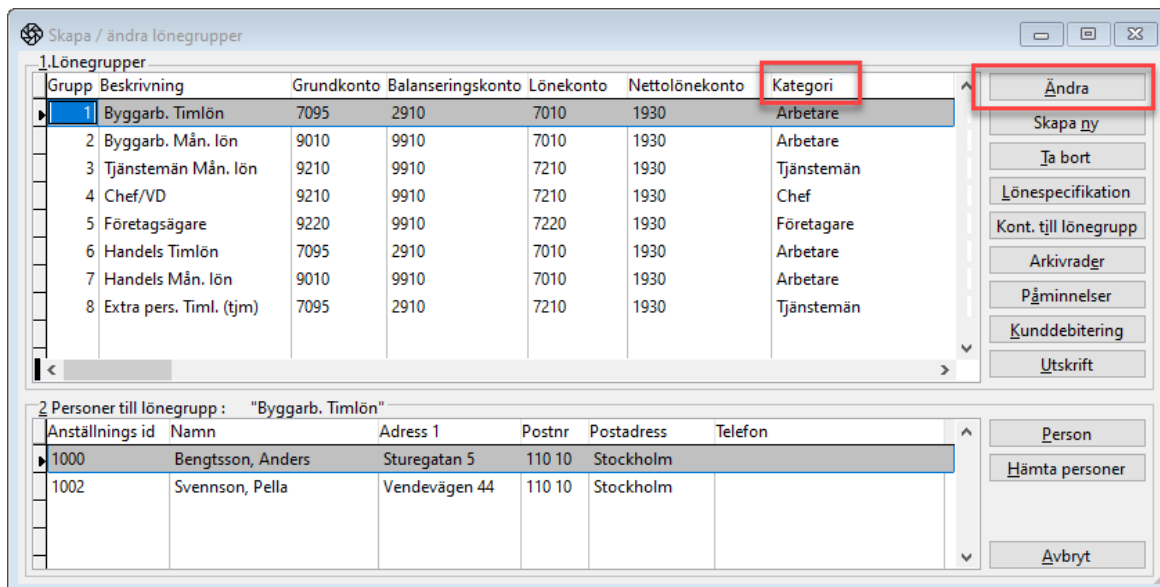 Skapa / ändra lönegrupper
1.Lönegrupper
Grupp Beskrivning Grundkonto Balanseringskonto Lönekonto Nettolönekonto Kategori
1 Byggarb. Timlön 7095 2910 7010 1930 Arbetare
2 Byggarb. Mån. lön 9010 9910 7010 1930 Arbetare
3 Tjänstemän Mån. lön 9210 9910 7210 1930 Tjänstemän
4 Chef/VD 9210 9910 7210 1930 Chef
5 Företagsägare 9220 9910 7220 1930 Företagare
6 Handels Timlön 7095 2910 7010 1930 Arbetare
7 Handels Mån. lön 9010 9910 7010 1930 Arbetare
8 Extra pers. Timl. (tjm) 7095 2910 7210 1930 Tjänstemän
Ändra
Skapa ny
Ta bort
Lönespecifikation
Kont. till lönegrupp
Arkivrader
Påminnelser
Kunddebitering
Utskrift
2 Personer till lönegrupp : "Byggarb. Timlön"
Anställnings id Namn Adress 1 Postnr Postadress Telefon
1000 Bengtsson, Anders Sturegatan 5 110 10 Stockholm
1002 Svennson, Pella Vendevägen 44 110 10 Stockholm
Person
Hämta personer
Avbryt